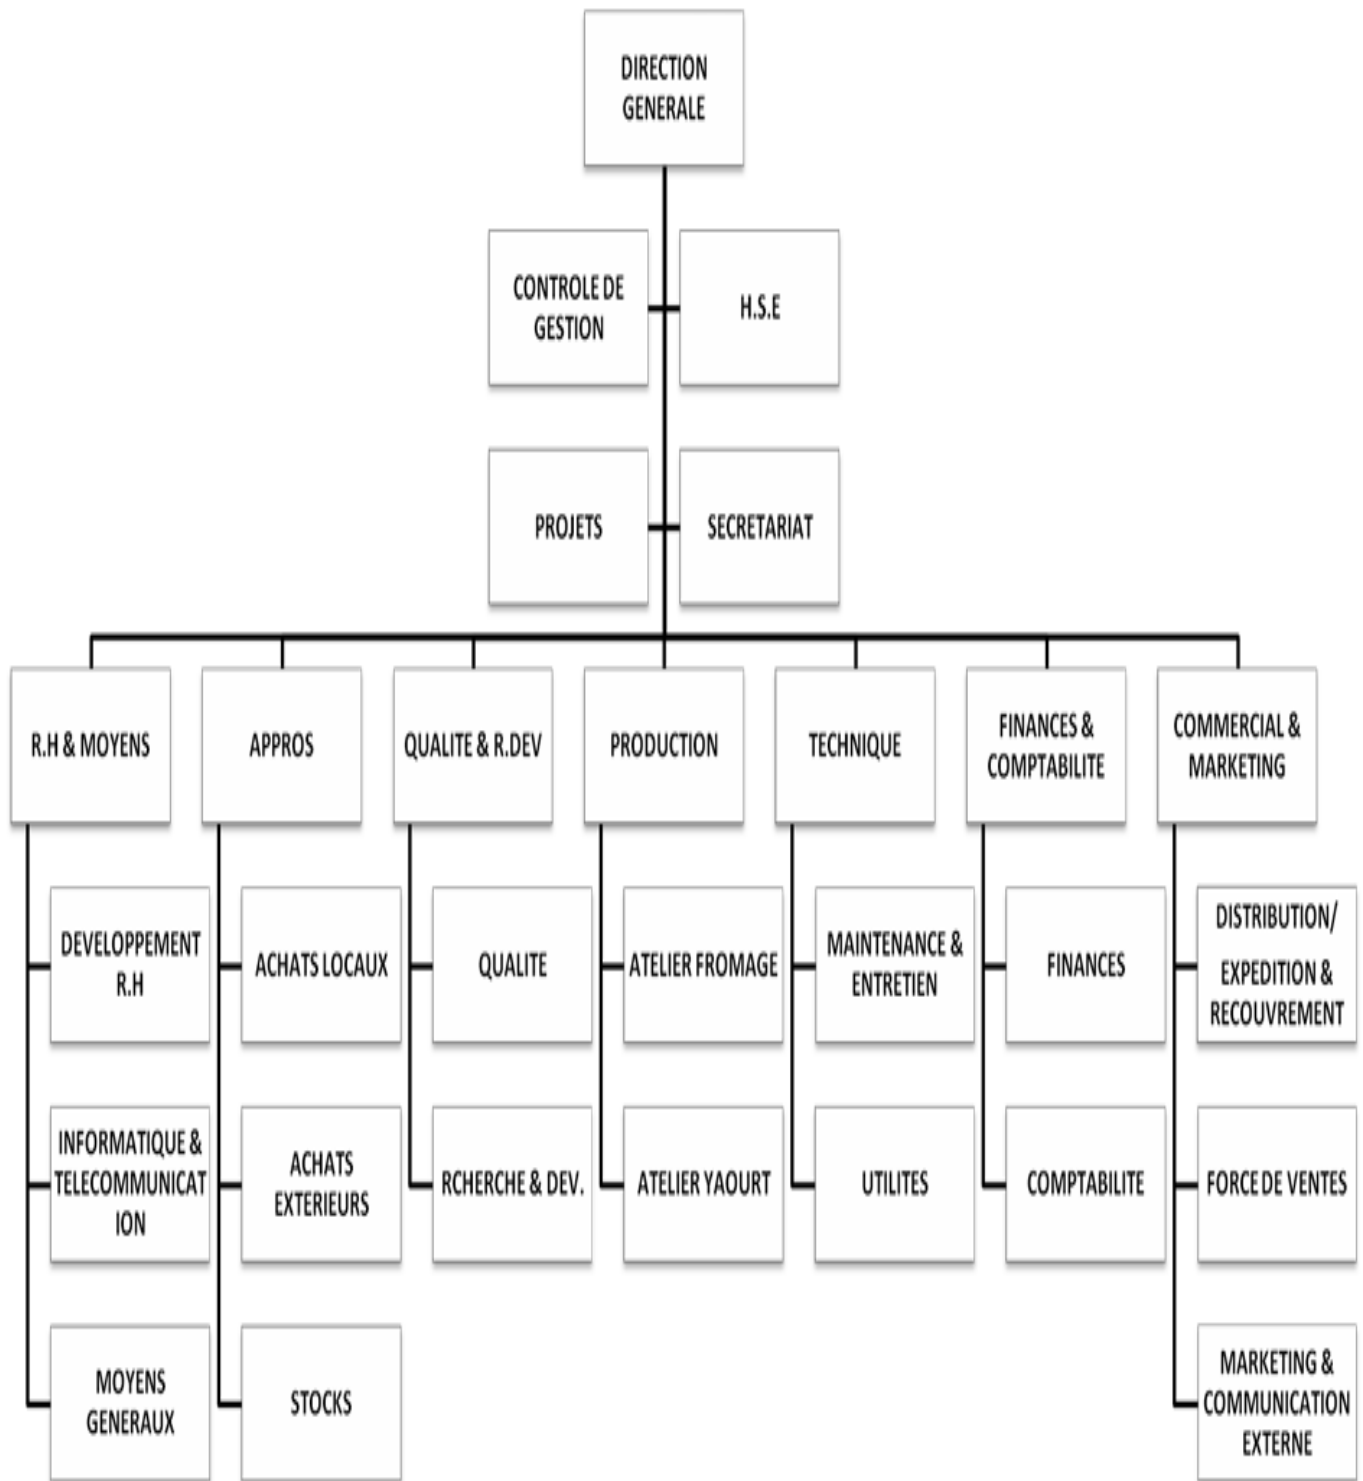 DIRECTION
GENERALE
CONTROLE DE
GESTION
H.S.E
PROJETS
SECRETARIAT
R.H & MOYENS
APPROS
QUALITE & R.DEV
PRODUCTION
TECHNIQUE
FINANCES &
COMPTABILITE
COMMERCIAL &
MARKETING
DEVELOPPEMENT
R.H
ACHATS LOCAUX
QUALITE
ATELIER FROMAGE
MAINTENANCE &
ENTRETIEN
FINANCES
DISTRIBUTION/
EXPEDITION &
RECOUVREMENT
INFORMATIQUE &
TELECOMMUNICAT
ION
ACHATS
EXTERIEURS
RCHERCHE & DEV.
ATELIER YAOURT
UTILITES
COMPTABILITE
FORCE DE VENTES
MOYENS
GENERAUX
STOCKS
MARKETING &
COMMUNICATION
EXTERNE